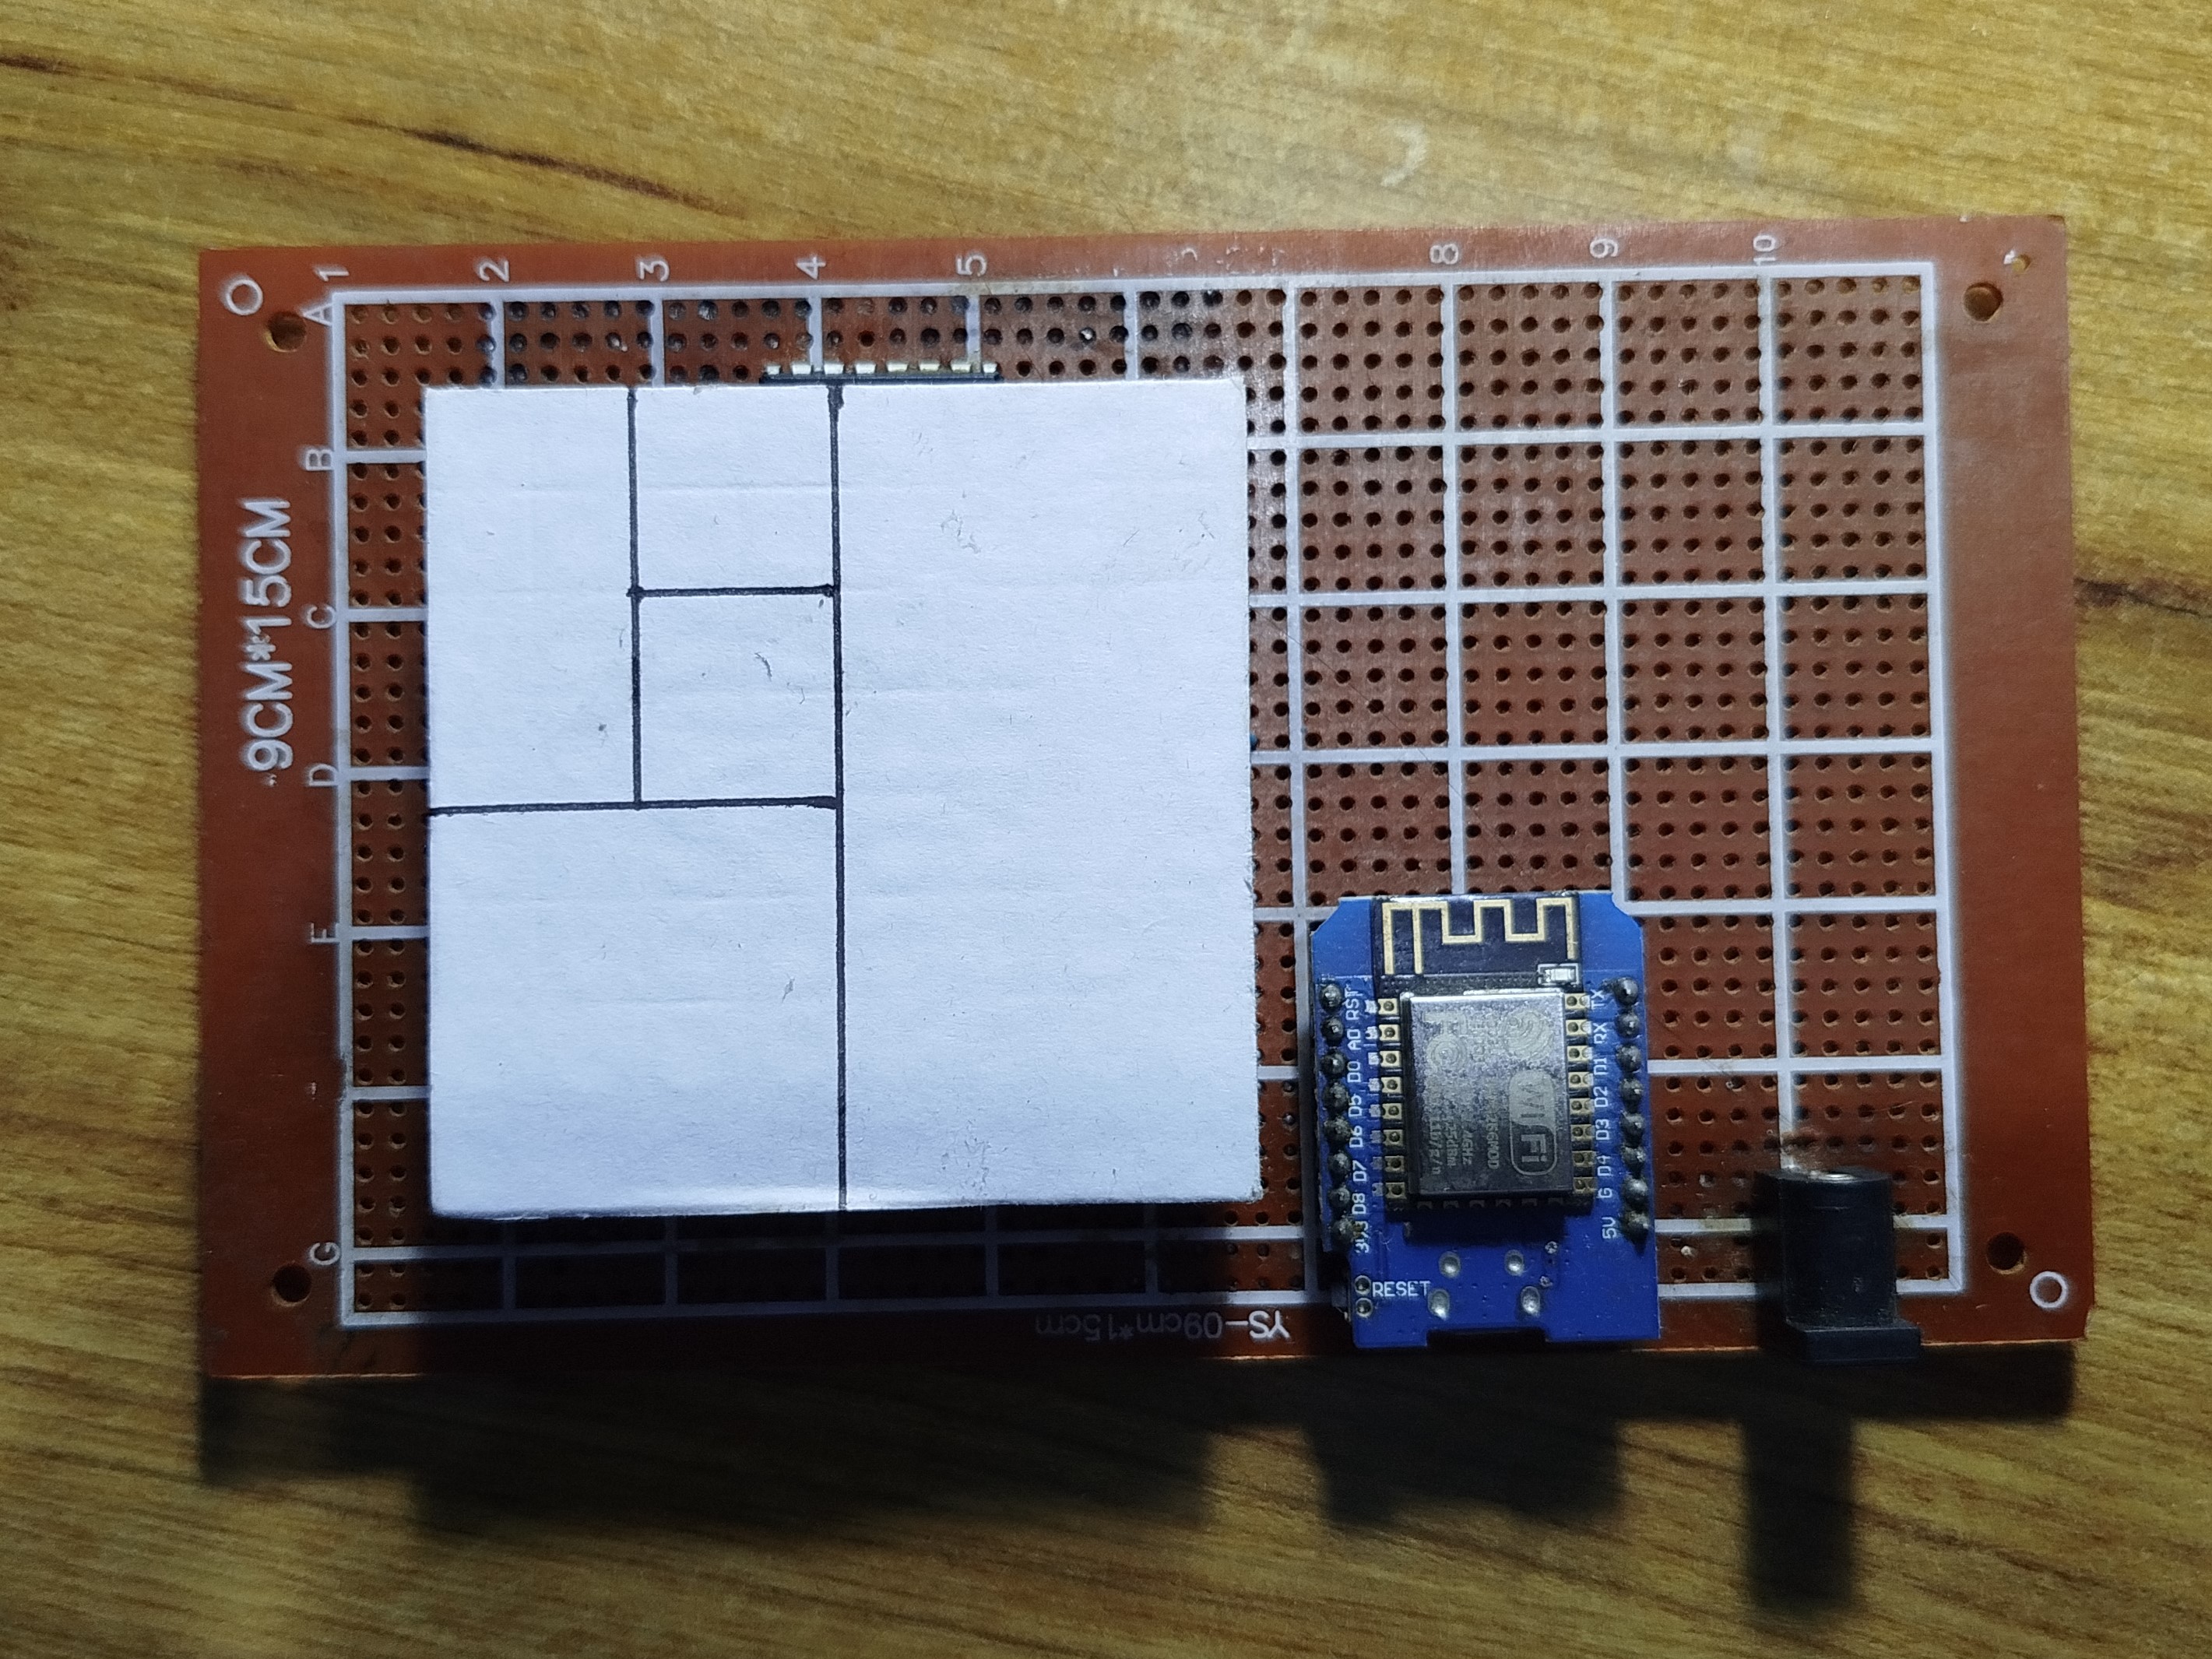 1 2 3 4 5 8 9 10
A
B
C
D
E
G
9CM*15CM
RST
A0
D0
D5
D6
D7
D8
3V3
TX
RX
D1
D2
D3
D4
G
5V
WiFi
RESET
YS-09cm*15cm